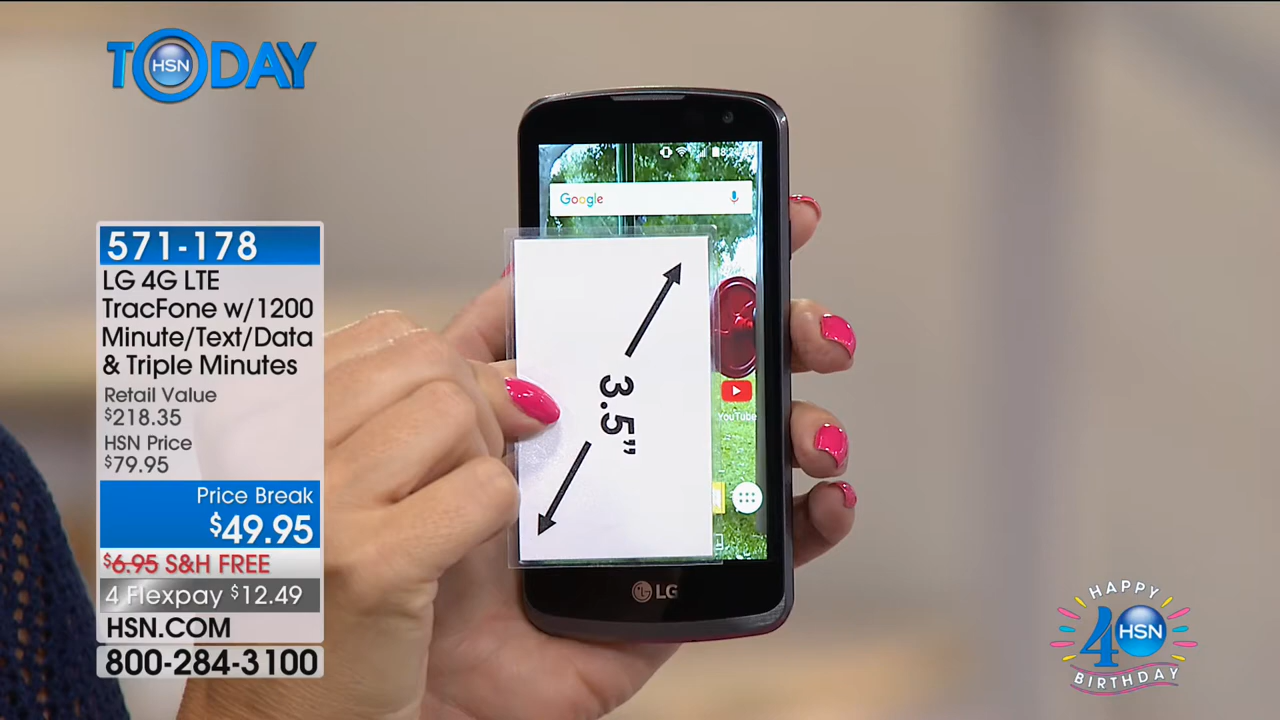 TODAY
HSN
571-178
LG 4G LTE
TracFone w/1200
Minute/Text/Data
& Triple Minutes
Retail Value
$218.35
HSN Price
$79.95
Price Break
$49.95
$6.95 S&H FREE
4 Flexpay $12.49
HSN.COM
800-284-3100
Google
3.5”
YouTube
LG
HAPPY
40
HSN
BIRTHDAY